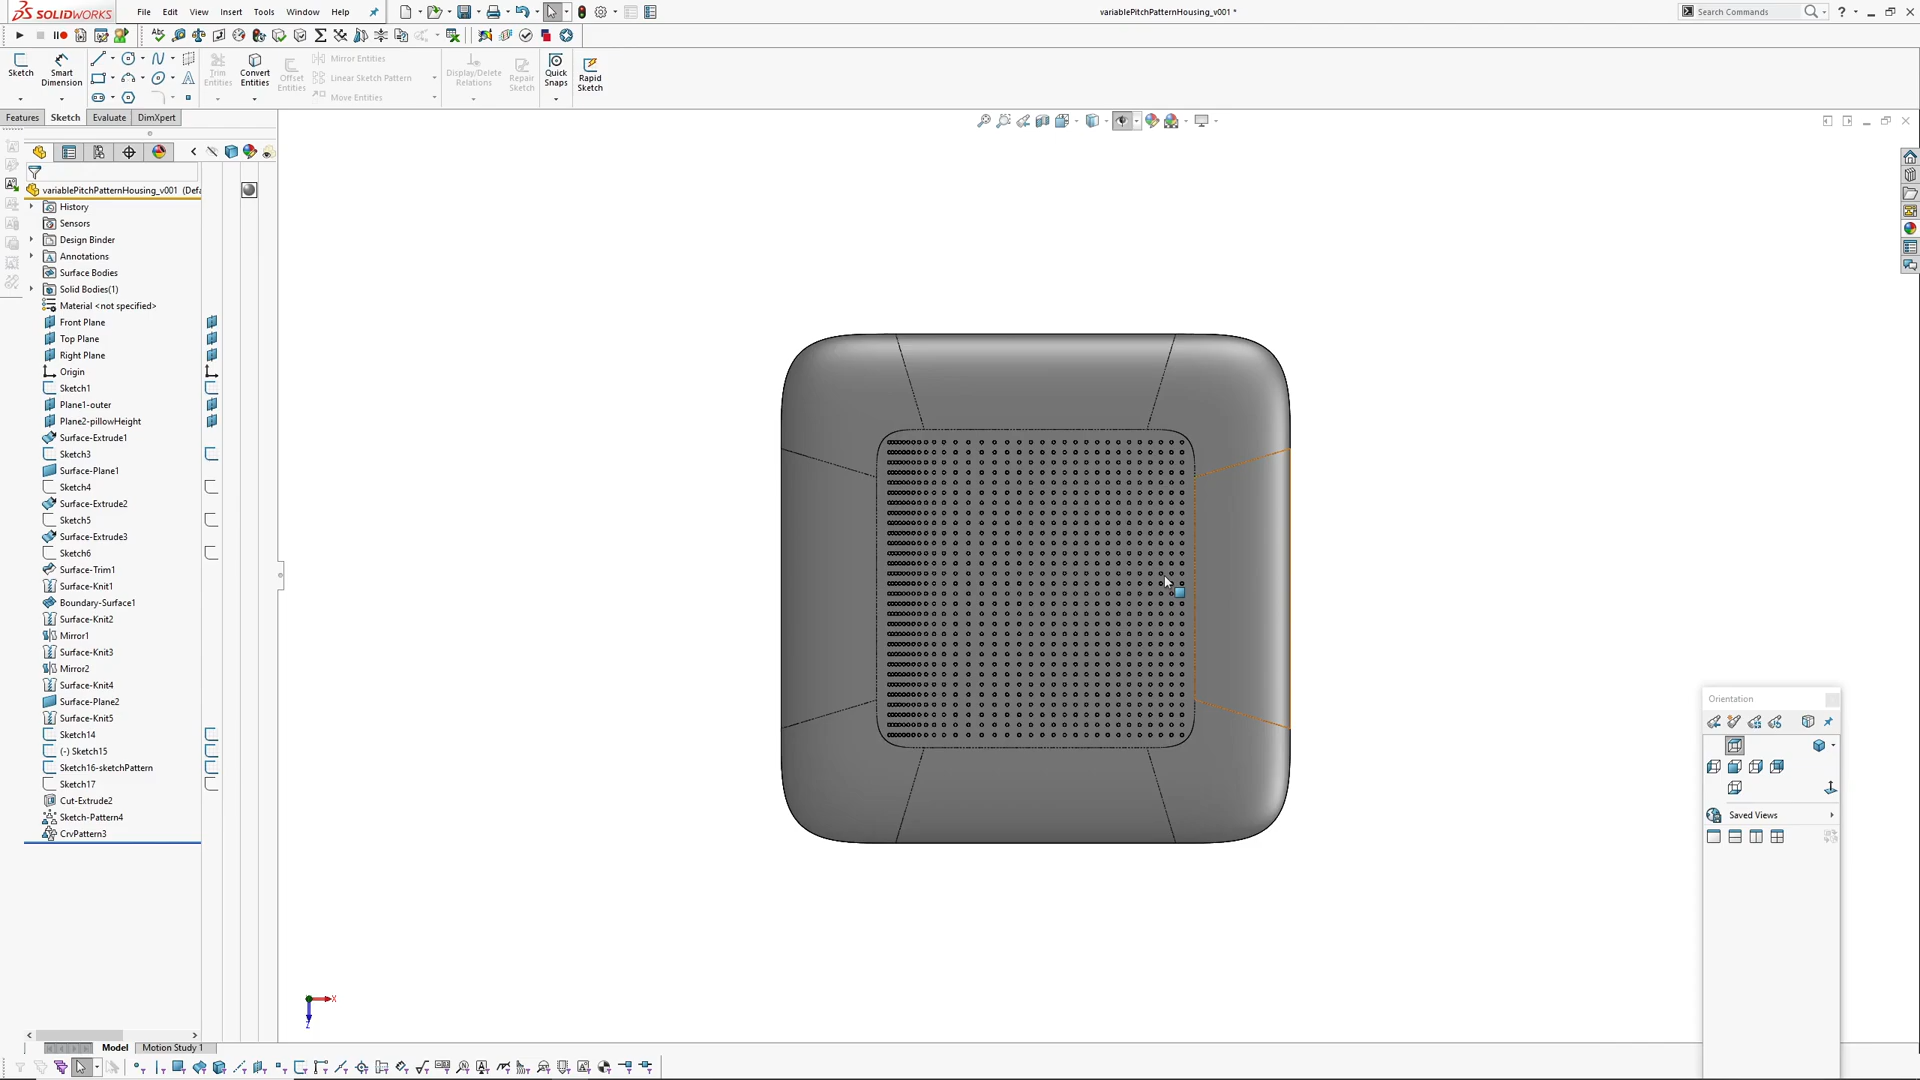 SOLIDWORKS File Edit View Insert Tools Window Help variablePitchPatternHousing_v001 * Search Commands
Sketch Smart Dimension Trim Entities Convert Entities Offset Entities Mirror Entities Linear Sketch Pattern Move Entities Display/Delete Relations Repair Sketch Quick Snaps Rapid Sketch
Features Sketch Evaluate DimXpert
variablePitchPatternHousing_v001 (Defa
History
Sensors
Design Binder
Annotations
Surface Bodies
Solid Bodies(1)
Material <not specified>
Front Plane
Top Plane
Right Plane
Origin
Sketch1
Plane1-outer
Plane2-pillowHeight
Surface-Extrude1
Sketch3
Surface-Plane1
Sketch4
Surface-Extrude2
Sketch5
Surface-Extrude3
Sketch6
Surface-Trim1
Surface-Knit1
Boundary-Surface1
Surface-Knit2
Mirror1
Surface-Knit3
Mirror2
Surface-Knit4
Surface-Plane2
Surface-Knit5
Sketch14
(-) Sketch15
Sketch16-sketchPattern
Sketch17
Cut-Extrude2
Sketch-Pattern4
CrvPattern3
Orientation
Saved Views
X
Z
Model Motion Study 1